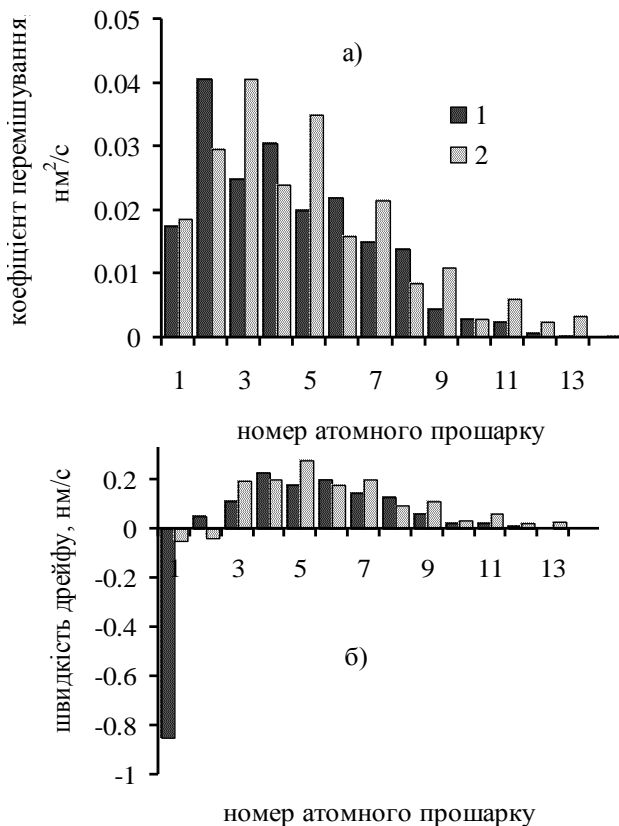 коефіцієнт перемішування
нм²/с
0.05
0.04
0.03
0.02
0.01
0
а)
1
2
1 3 5 7 9 11 13
номер атомного прошарку
швидкість дрейфу, нм/с
0.2
0
-0.2
-0.4
-0.6
-0.8
-1
1 3 5 7 9 11 13
б)
номер атомного прошарку